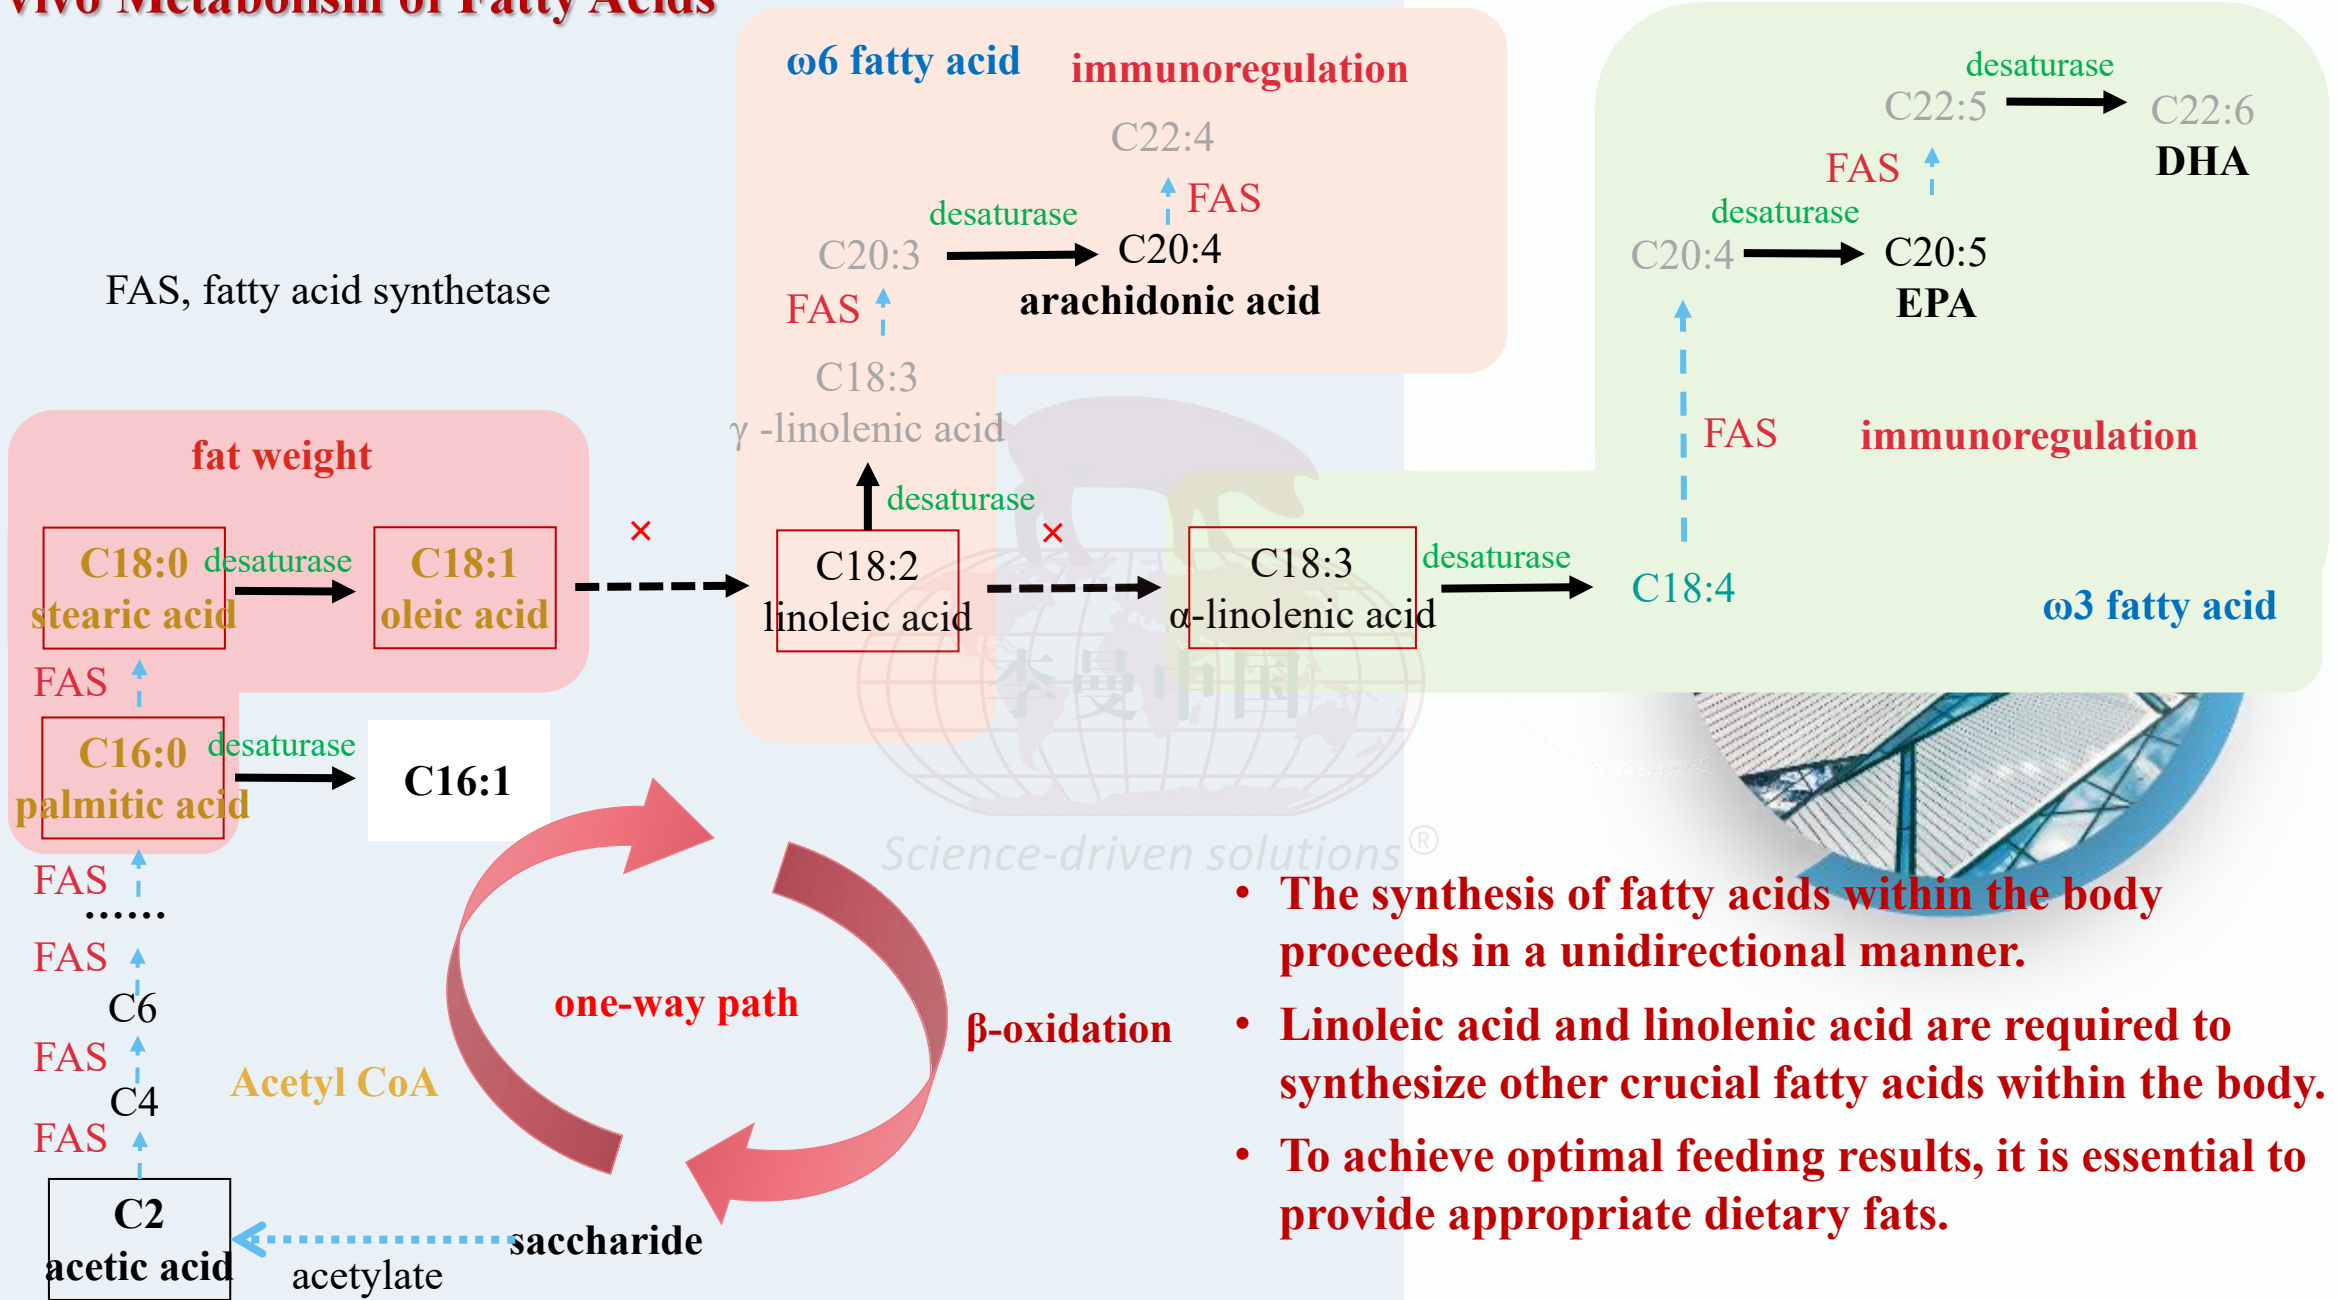 vivo Metabolism of Fatty Acids
ω6 fatty acid
immunoregulation
C22:4
FAS
desaturase
C20:3
C20:4
arachidonic acid
FAS
C18:3
γ -linolenic acid
desaturase
desaturase
C22:5
C22:6
DHA
FAS
desaturase
C20:4
C20:5
EPA
FAS
immunoregulation
ω3 fatty acid
FAS, fatty acid synthetase
fat weight
C18:0
stearic acid
desaturase
C18:1
oleic acid
×
C18:2
linoleic acid
×
C18:3
α-linolenic acid
desaturase
C18:4
FAS
C16:0
palmitic acid
desaturase
C16:1
FAS
......
FAS
C6
FAS
C4
FAS
Acetyl CoA
C2
acetic acid
acetylate
saccharide
one-way path
β-oxidation
李曼中国
Science-driven solutions®
• The synthesis of fatty acids within the body
proceeds in a unidirectional manner.
• Linoleic acid and linolenic acid are required to
synthesize other crucial fatty acids within the body.
• To achieve optimal feeding results, it is essential to
provide appropriate dietary fats.